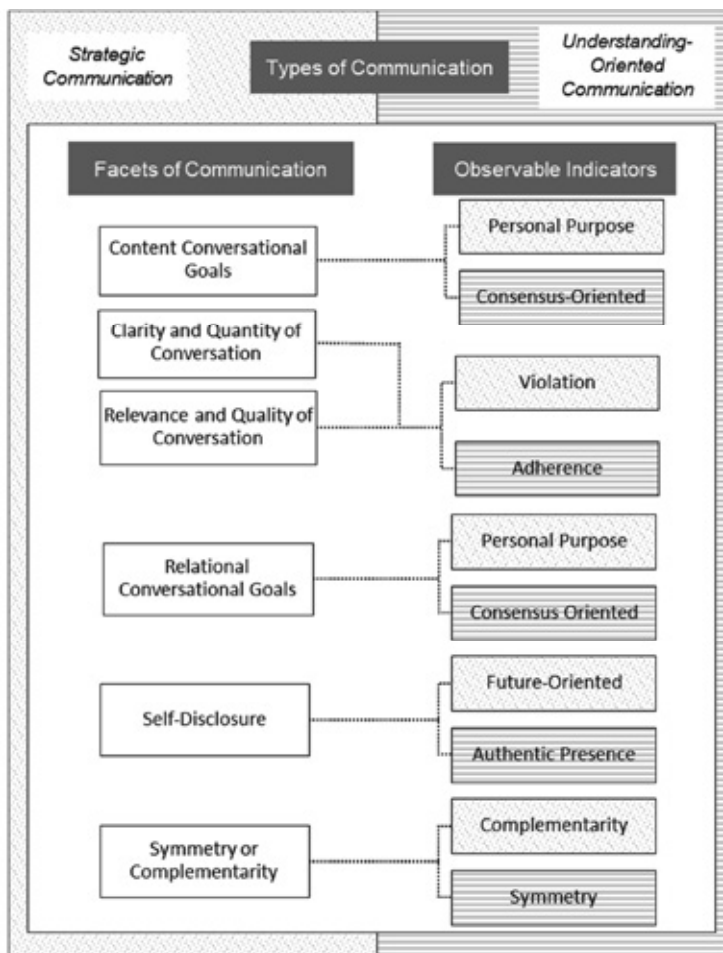 Strategic
Communication
Types of Communication
Understanding-
Oriented
Communication
Facets of Communication
Observable Indicators
Content Conversational
Goals
Personal Purpose
Consensus-Oriented
Clarity and Quantity of
Conversation
Relevance and Quality of
Conversation
Violation
Adherence
Relational
Conversational Goals
Personal Purpose
Consensus Oriented
Self-Disclosure
Future-Oriented
Authentic Presence
Symmetry or
Complementarity
Complementarity
Symmetry